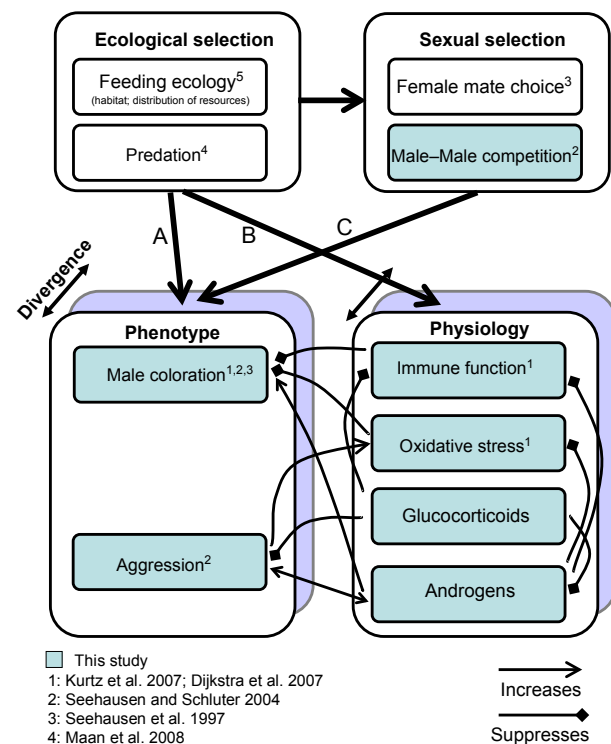 Ecological selection
Feeding ecology⁵
(habitat; distribution of resources)
Predation⁴
Sexual selection
Female mate choice³
Male–Male competition²
A
B
C
Divergence
Phenotype
Male coloration¹,²,³
Aggression²
Physiology
Immune function¹
Oxidative stress¹
Glucocorticoids
Androgens
This study
1: Kurtz et al. 2007; Dijkstra et al. 2007
2: Seehausen and Schluter 2004
3: Seehausen et al. 1997
4: Maan et al. 2008
Increases
Suppresses